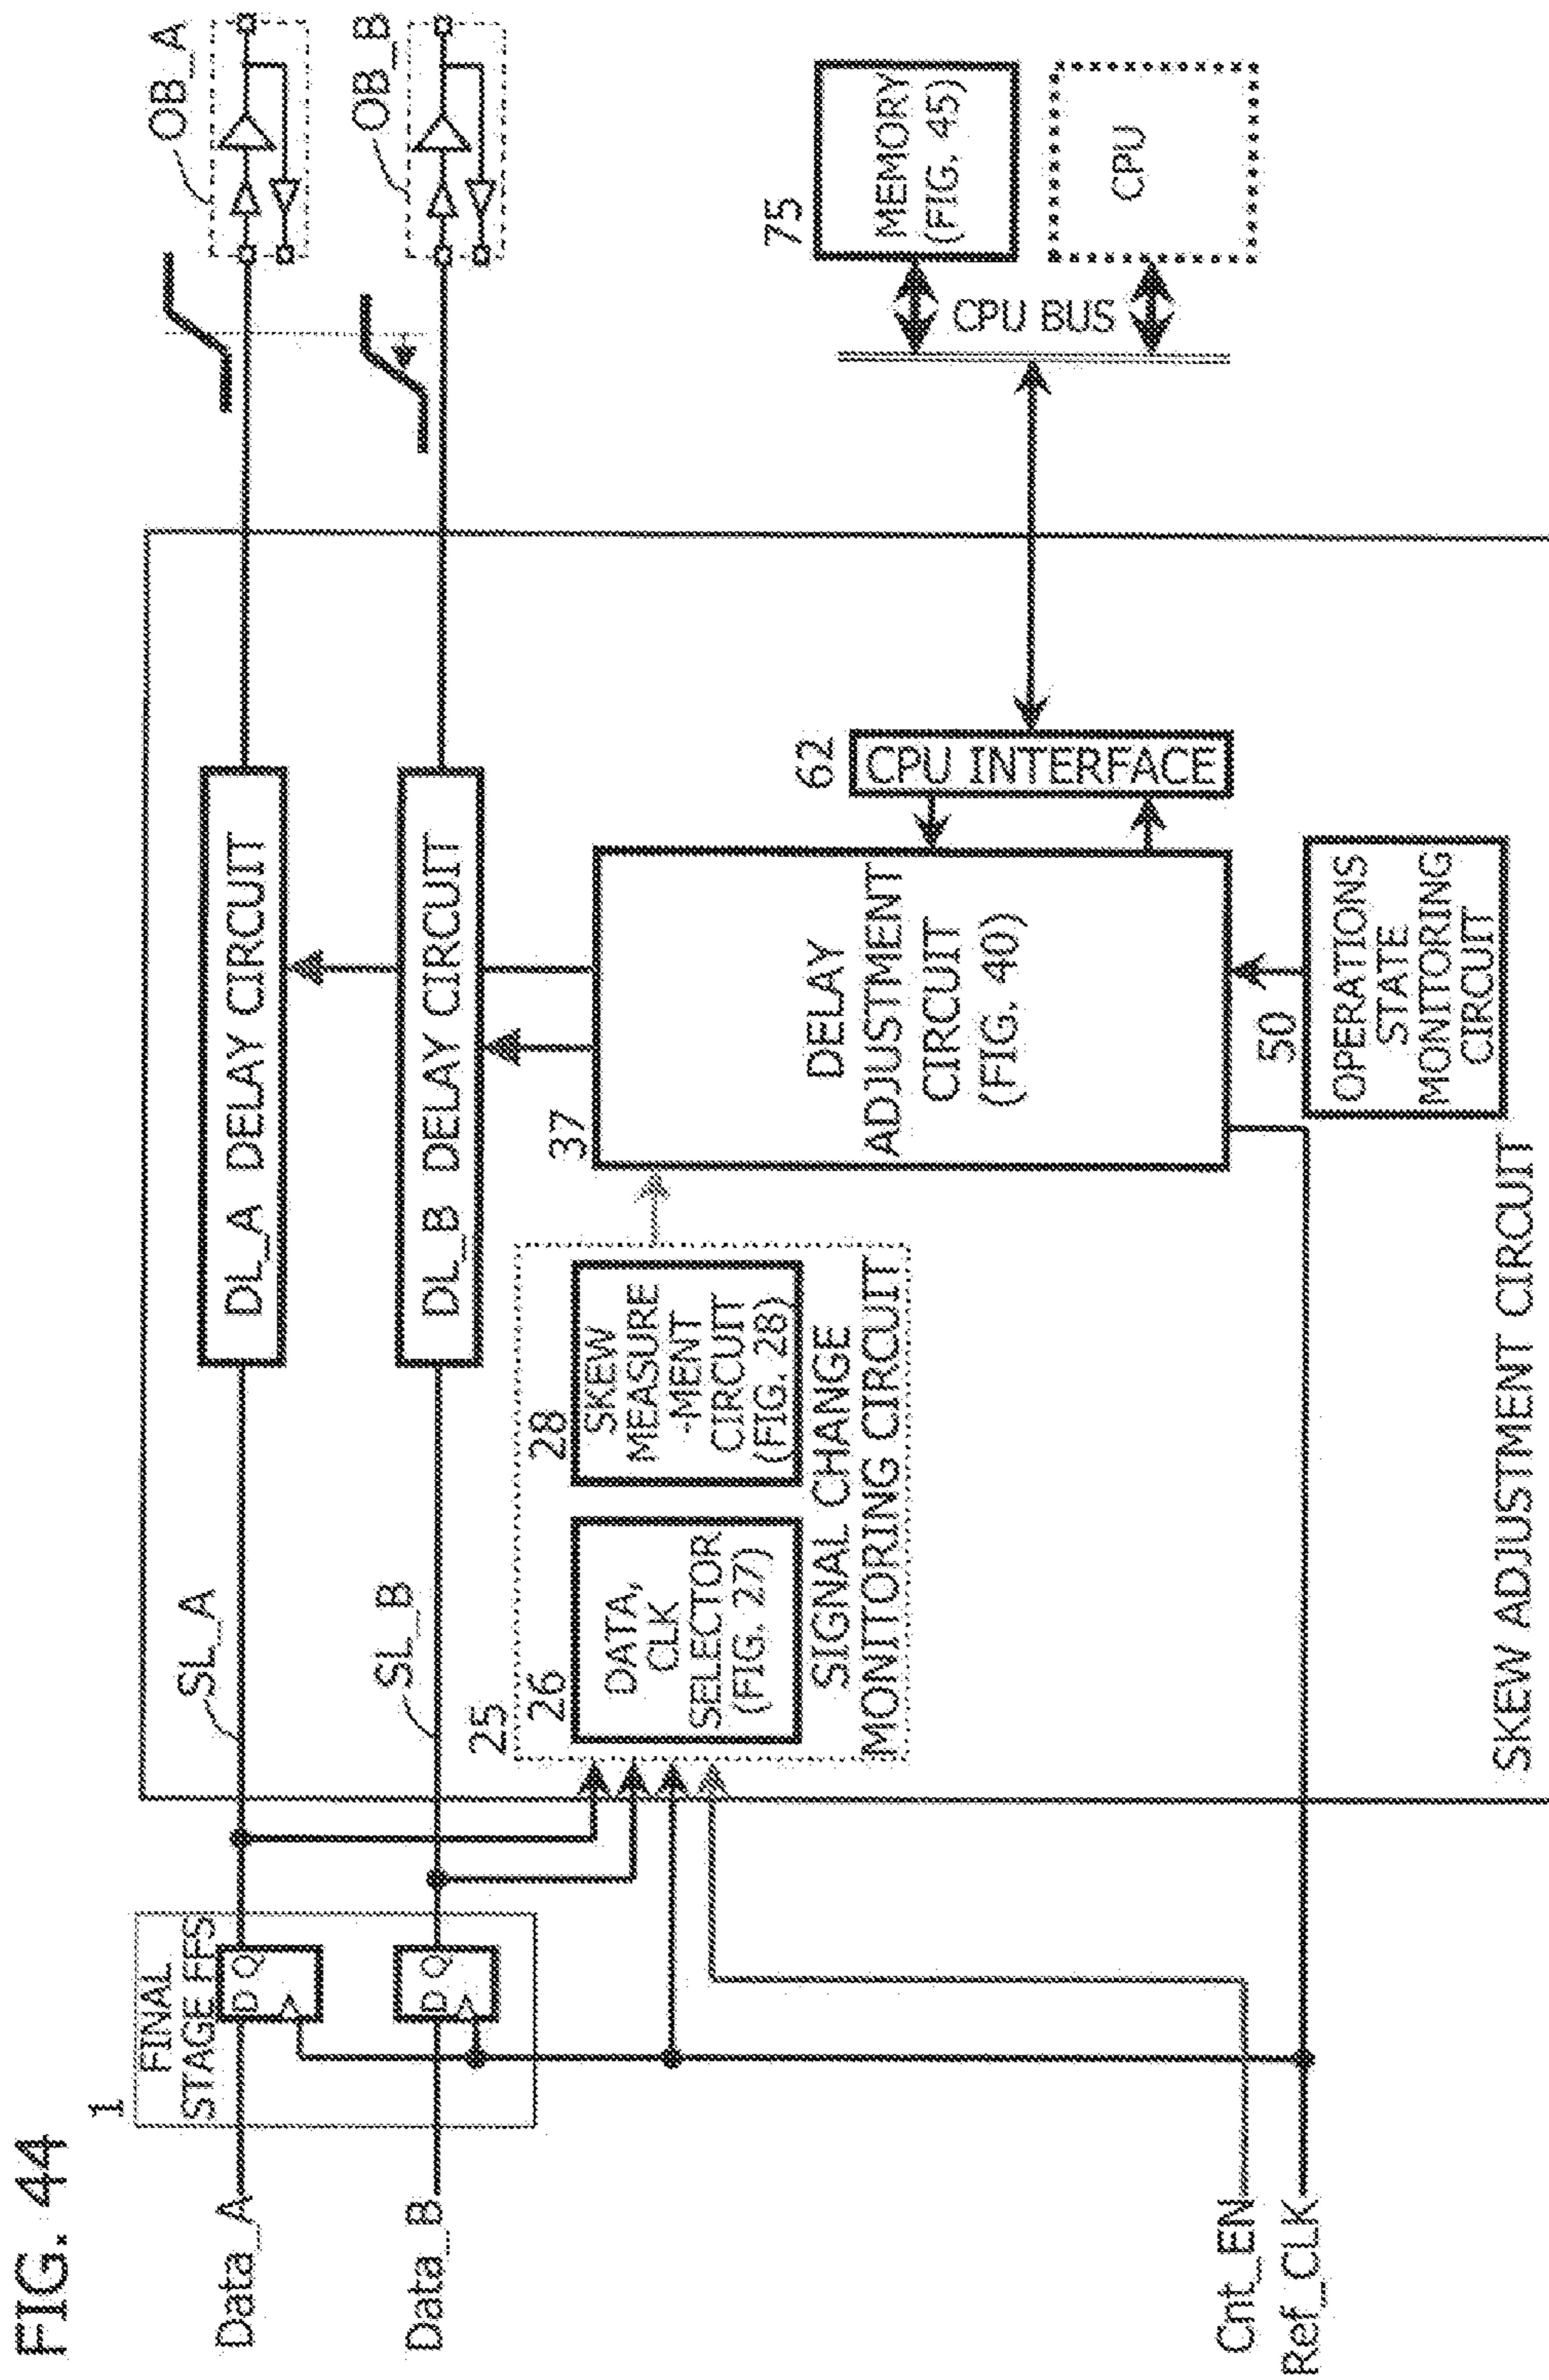 FIG. 44
1
FINAL
STAGE FFS
Data_A
D Q
Data_B
D Q
Cnt_EN
Ref_CLK
SL_A
SL_B
DL_A DELAY CIRCUIT
DL_B DELAY CIRCUIT
OB_A
OB_B
25
26
DATA,
CLK
SELECTOR
(FIG. 27)
28
SKEW
MEASURE
-MENT
CIRCUIT
(FIG. 28)
SIGNAL CHANGE
MONITORING CIRCUIT
37
DELAY
ADJUSTMENT
CIRCUIT
(FIG. 40)
62
CPU INTERFACE
CPU BUS
75
MEMORY
(FIG. 45)
CPU
50
OPERATIONS
STATE
MONITORING
CIRCUIT
SKEW ADJUSTMENT CIRCUIT